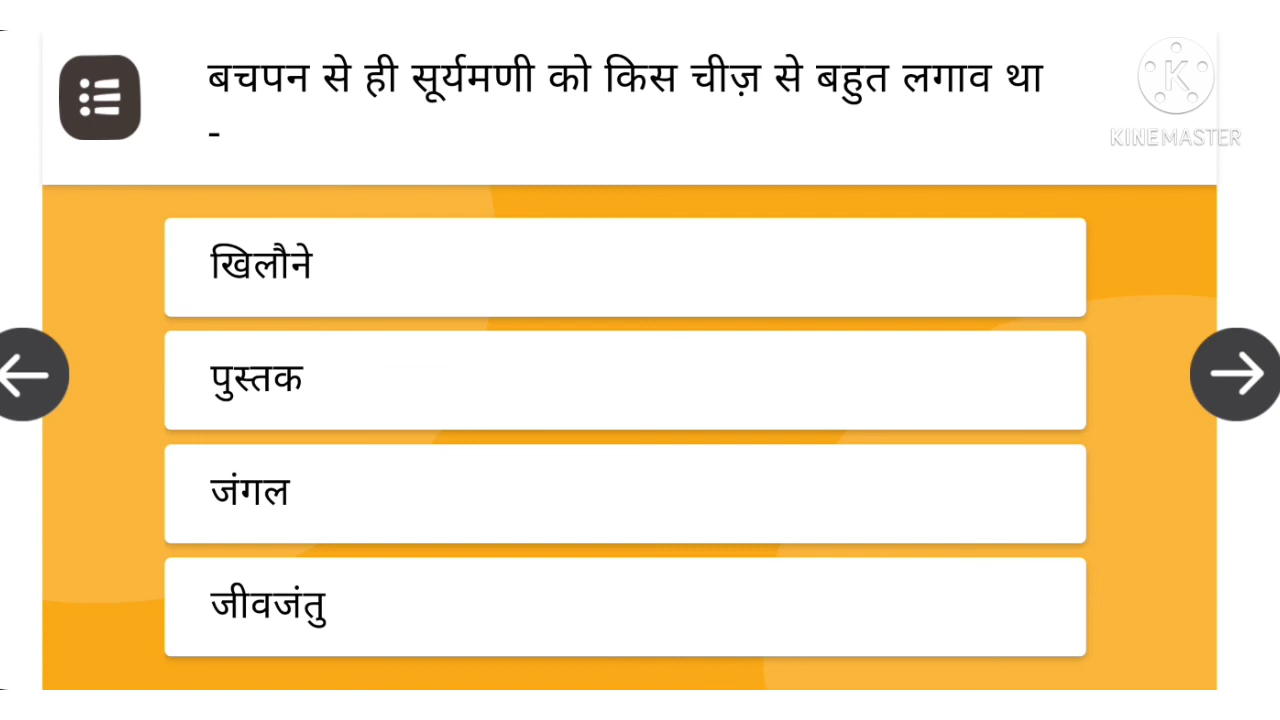 बचपन से ही सूर्यमणी को किस चीज़ से बहुत लगाव था
-
K
KINEMASTER
खिलौने
पुस्तक
जंगल
जीवजंतु